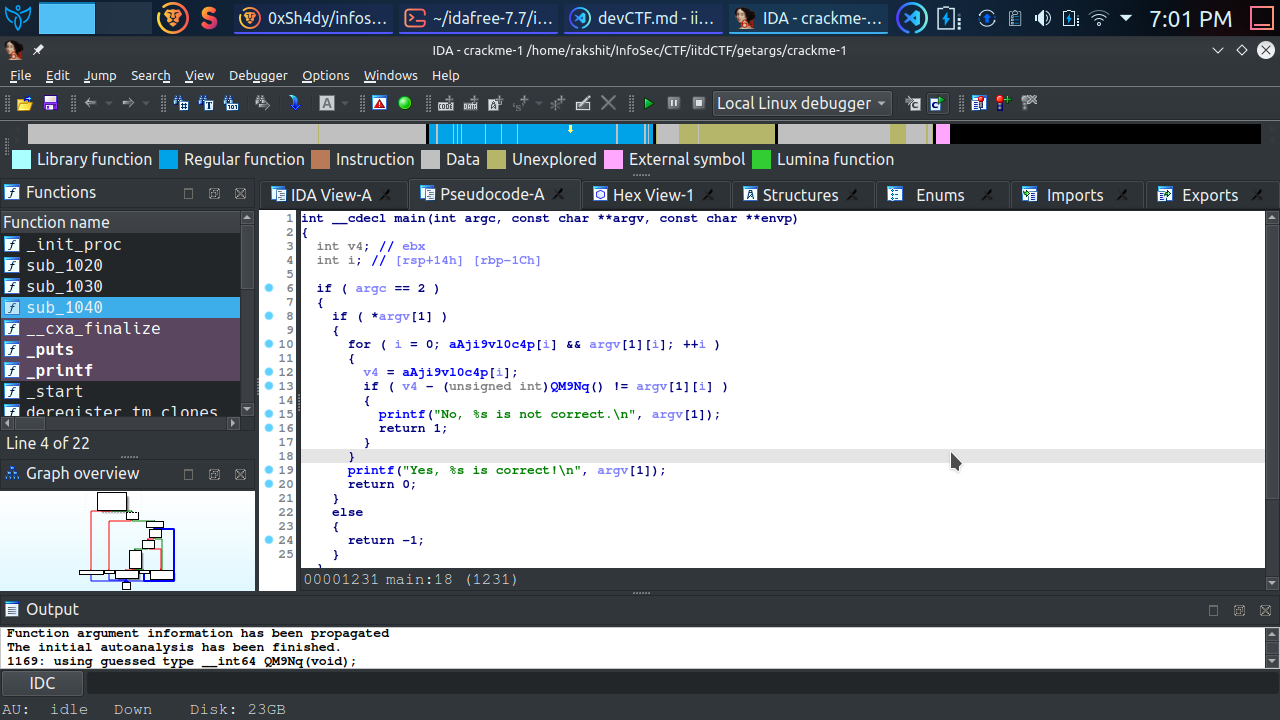 0xSh4dy/infos... ~/idafree-7.7/i... devCTF.md - ii... IDA - crackme-... 7:01 PM
IDA - crackme-1 /home/rakshit/InfoSec/CTF/iitdCTF/getargs/crackme-1
File Edit Jump Search View Debugger Options Windows Help
Local Linux debugger
Library function Regular function Instruction Data Unexplored External symbol Lumina function
Functions
Function name
_init_proc
sub_1020
sub_1030
sub_1040
__cxa_finalize
_puts
_printf
_start
deregister_tm_clones
Line 4 of 22
Graph overview
IDA View-A Pseudocode-A Hex View-1 Structures Enums Imports Exports
1 int __cdecl main(int argc, const char **argv, const char **envp)
2 {
3 int v4; // ebx
4 int i; // [rsp+14h] [rbp-1Ch]
5
6 if ( argc == 2 )
7 {
8 if ( *argv[1] )
9 {
10 for ( i = 0; aAji9vl0c4p[i] && argv[1][i]; ++i )
11 {
12 v4 = aAji9vl0c4p[i];
13 if ( v4 - (unsigned int)QM9Nq() != argv[1][i] )
14 {
15 printf("No, %s is not correct.\n", argv[1]);
16 return 1;
17 }
18 }
19 printf("Yes, %s is correct!\n", argv[1]);
20 return 0;
21 }
22 else
23 {
24 return -1;
25 }
}
00001231 main:18 (1231)
Output
Function argument information has been propagated
The initial autoanalysis has been finished.
1169: using guessed type __int64 QM9Nq(void);
IDC
AU: idle Down Disk: 23GB